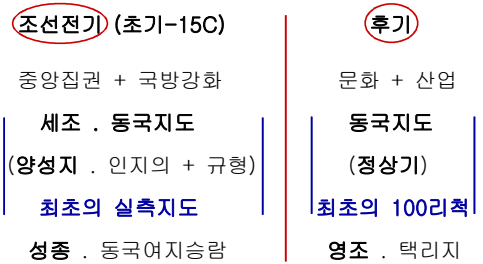 조선전기 (초기-15C)
중앙집권 + 국방강화
세조 . 동국지도
(양성지 . 인지의 + 규형)
최초의 실측지도
성종 . 동국여지승람
후기
문화 + 산업
동국지도
(정상기)
최초의 100리척
영조 . 택리지